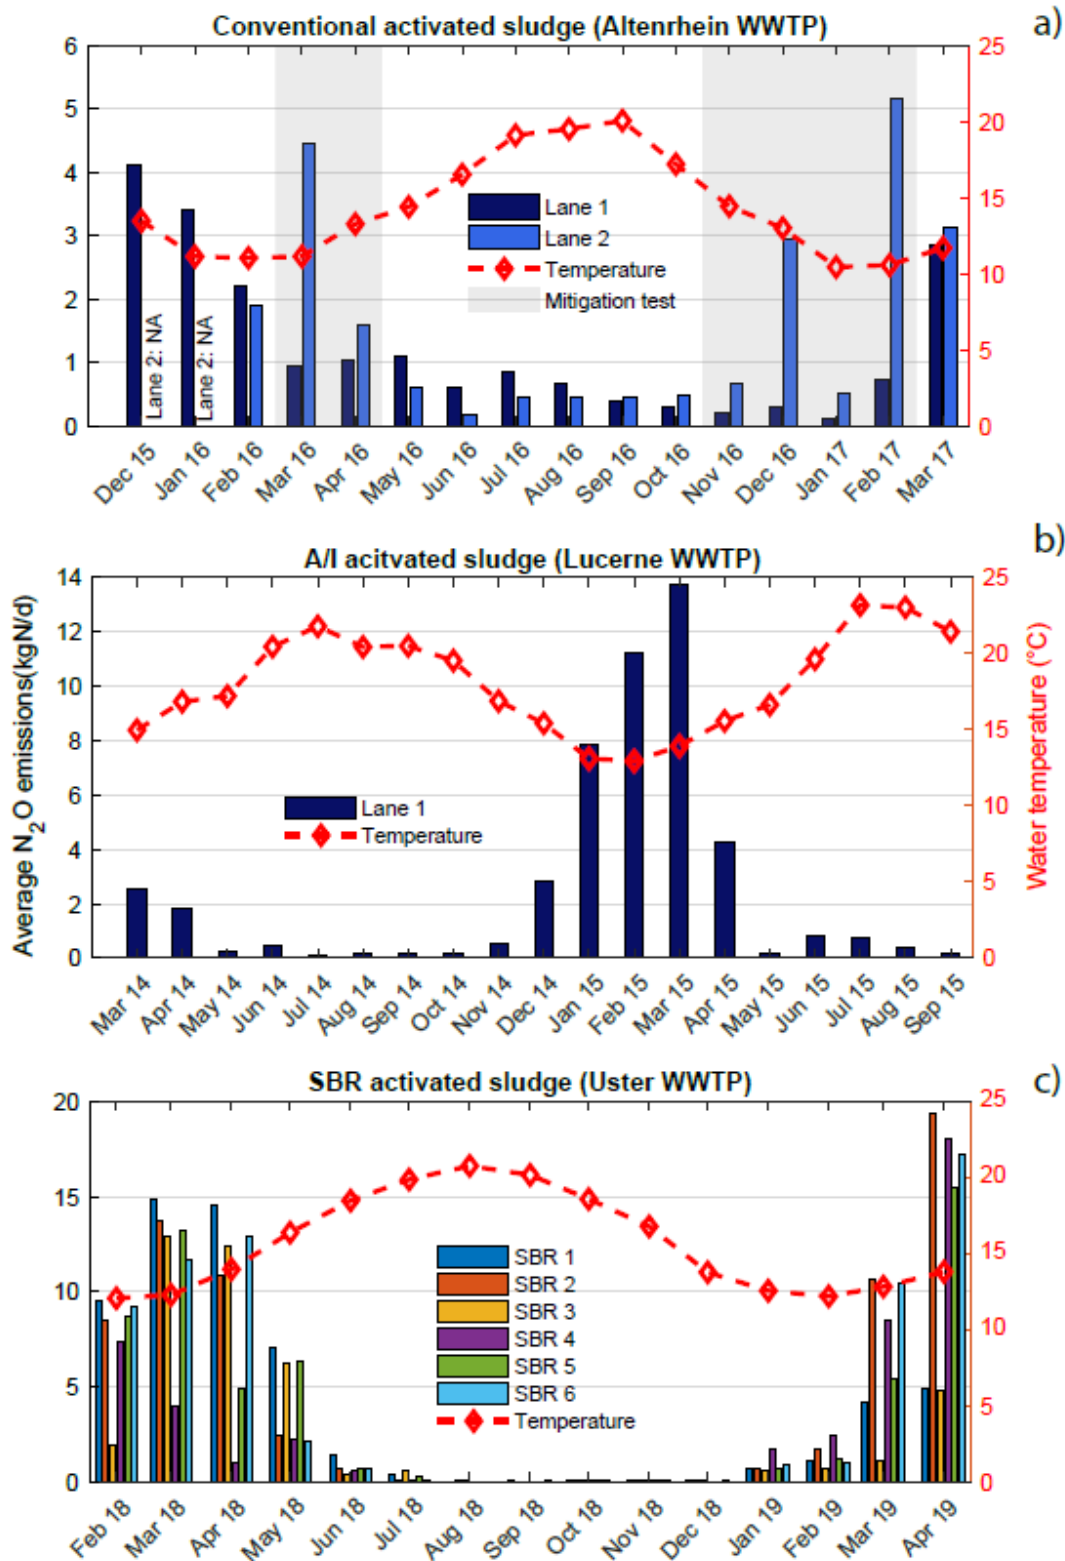 Conventional activated sludge (Altenrhein WWTP)
a)
6
5
4
3
2
1
0
25
20
15
10
5
0
Lane 1
Lane 2
Temperature
Mitigation test
Lane 2: NA
Lane 2: NA
Dec 15
Jan 16
Feb 16
Mar 16
Apr 16
May 16
Jun 16
Jul 16
Aug 16
Sep 16
Oct 16
Nov 16
Dec 16
Jan 17
Feb 17
Mar 17
b)
A/I acitvated sludge (Lucerne WWTP)
Average N2O emissions(kgN/d)
14
12
10
8
6
4
2
0
25
20
15
10
5
0
Water temperature (°C)
Lane 1
Temperature
Mar 14
Apr 14
May 14
Jun 14
Jul 14
Aug 14
Sep 14
Oct 14
Nov 14
Dec 14
Jan 15
Feb 15
Mar 15
Apr 15
May 15
Jun 15
Jul 15
Aug 15
Sep 15
SBR activated sludge (Uster WWTP)
c)
20
15
10
5
0
25
20
15
10
5
0
SBR 1
SBR 2
SBR 3
SBR 4
SBR 5
SBR 6
Temperature
Feb 18
Mar 18
Apr 18
May 18
Jun 18
Jul 18
Aug 18
Sep 18
Oct 18
Nov 18
Dec 18
Jan 19
Feb 19
Mar 19
Apr 19